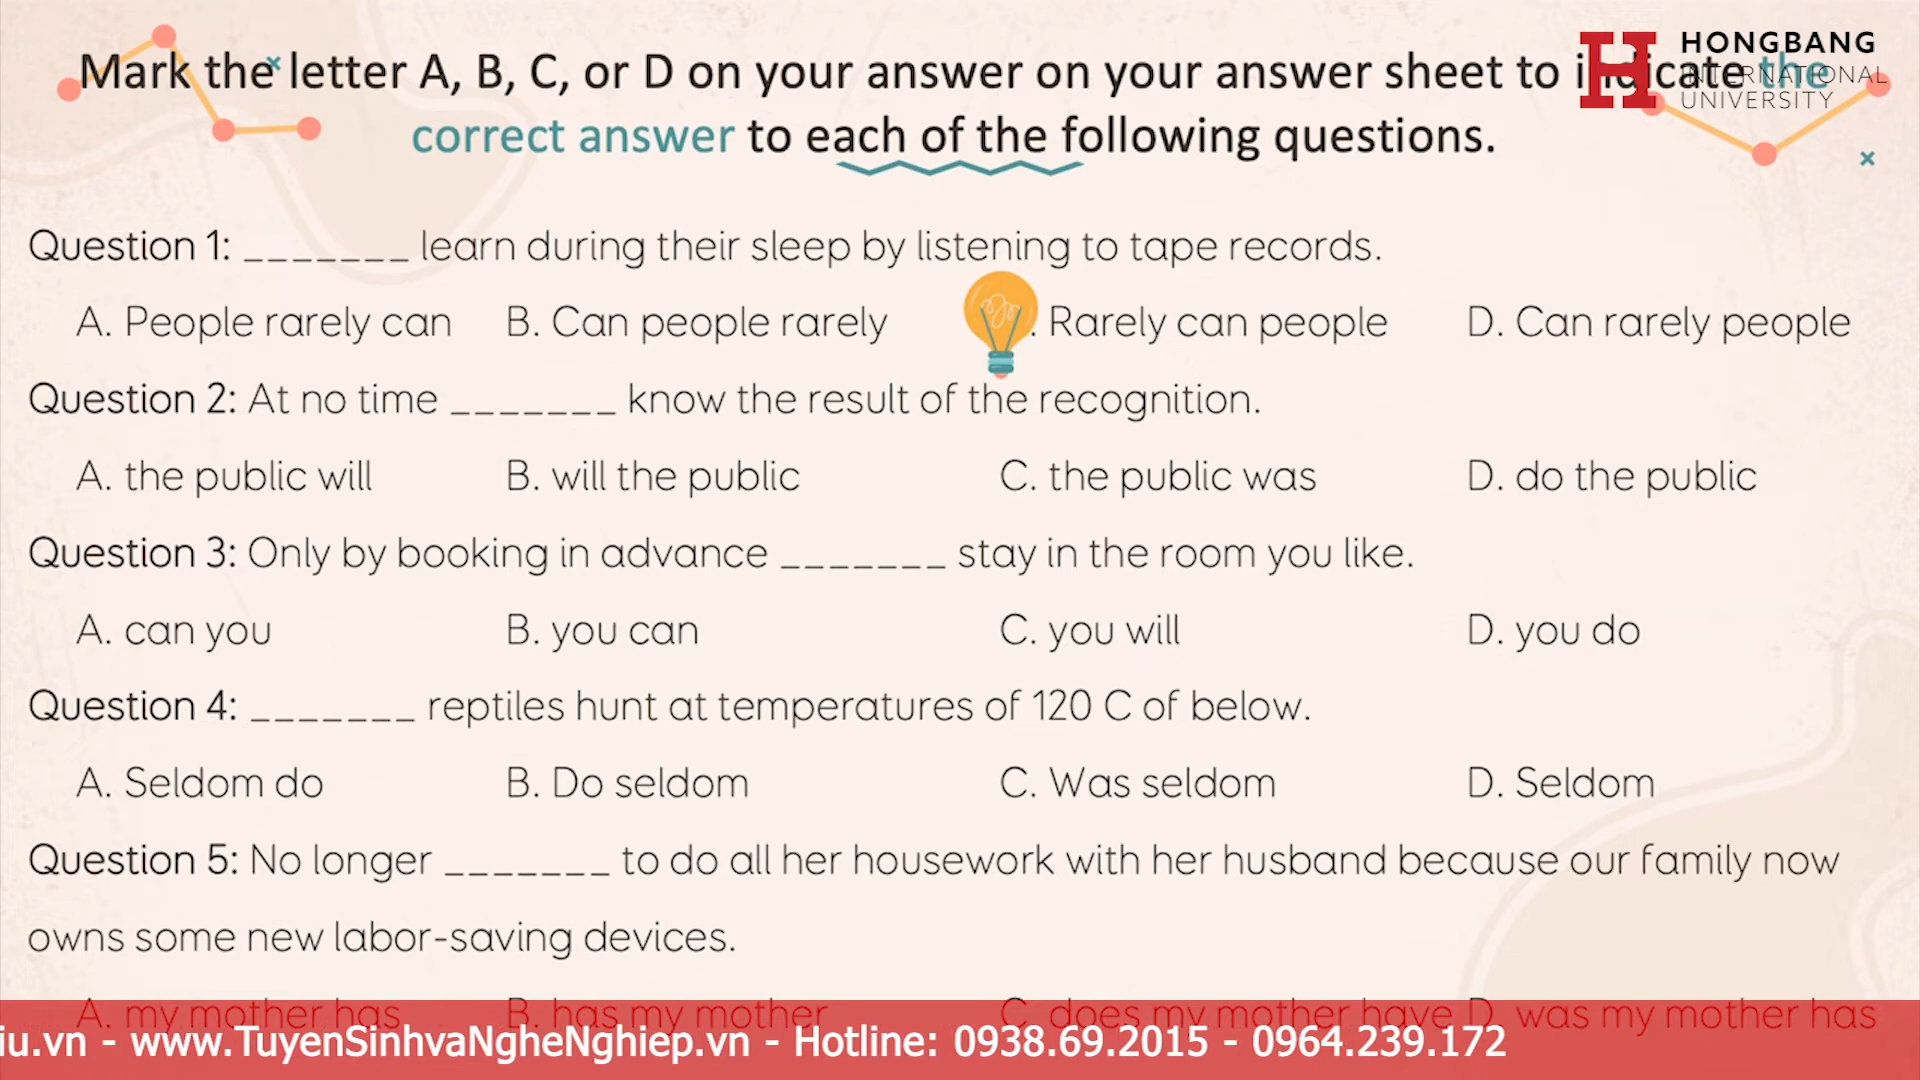 Mark the letter A, B, C, or D on your answer on your answer sheet to indicate the
correct answer to each of the following questions.
HONGBANG
INTERNATIONAL
UNIVERSITY
Question 1: _______ learn during their sleep by listening to tape records.
A. People rarely can B. Can people rarely . Rarely can people D. Can rarely people
Question 2: At no time _______ know the result of the recognition.
A. the public will B. will the public C. the public was D. do the public
Question 3: Only by booking in advance _______ stay in the room you like.
A. can you B. you can C. you will D. you do
Question 4: _______ reptiles hunt at temperatures of 120 C of below.
A. Seldom do B. Do seldom C. Was seldom D. Seldom
Question 5: No longer _______ to do all her housework with her husband because our family now
owns some new labor-saving devices.
A. my mother has B. has my mother C. does my mother have D. was my mother has
iu.vn - www.TuyenSinhvaNgheNghiep.vn - Hotline: 0938.69.2015 - 0964.239.172